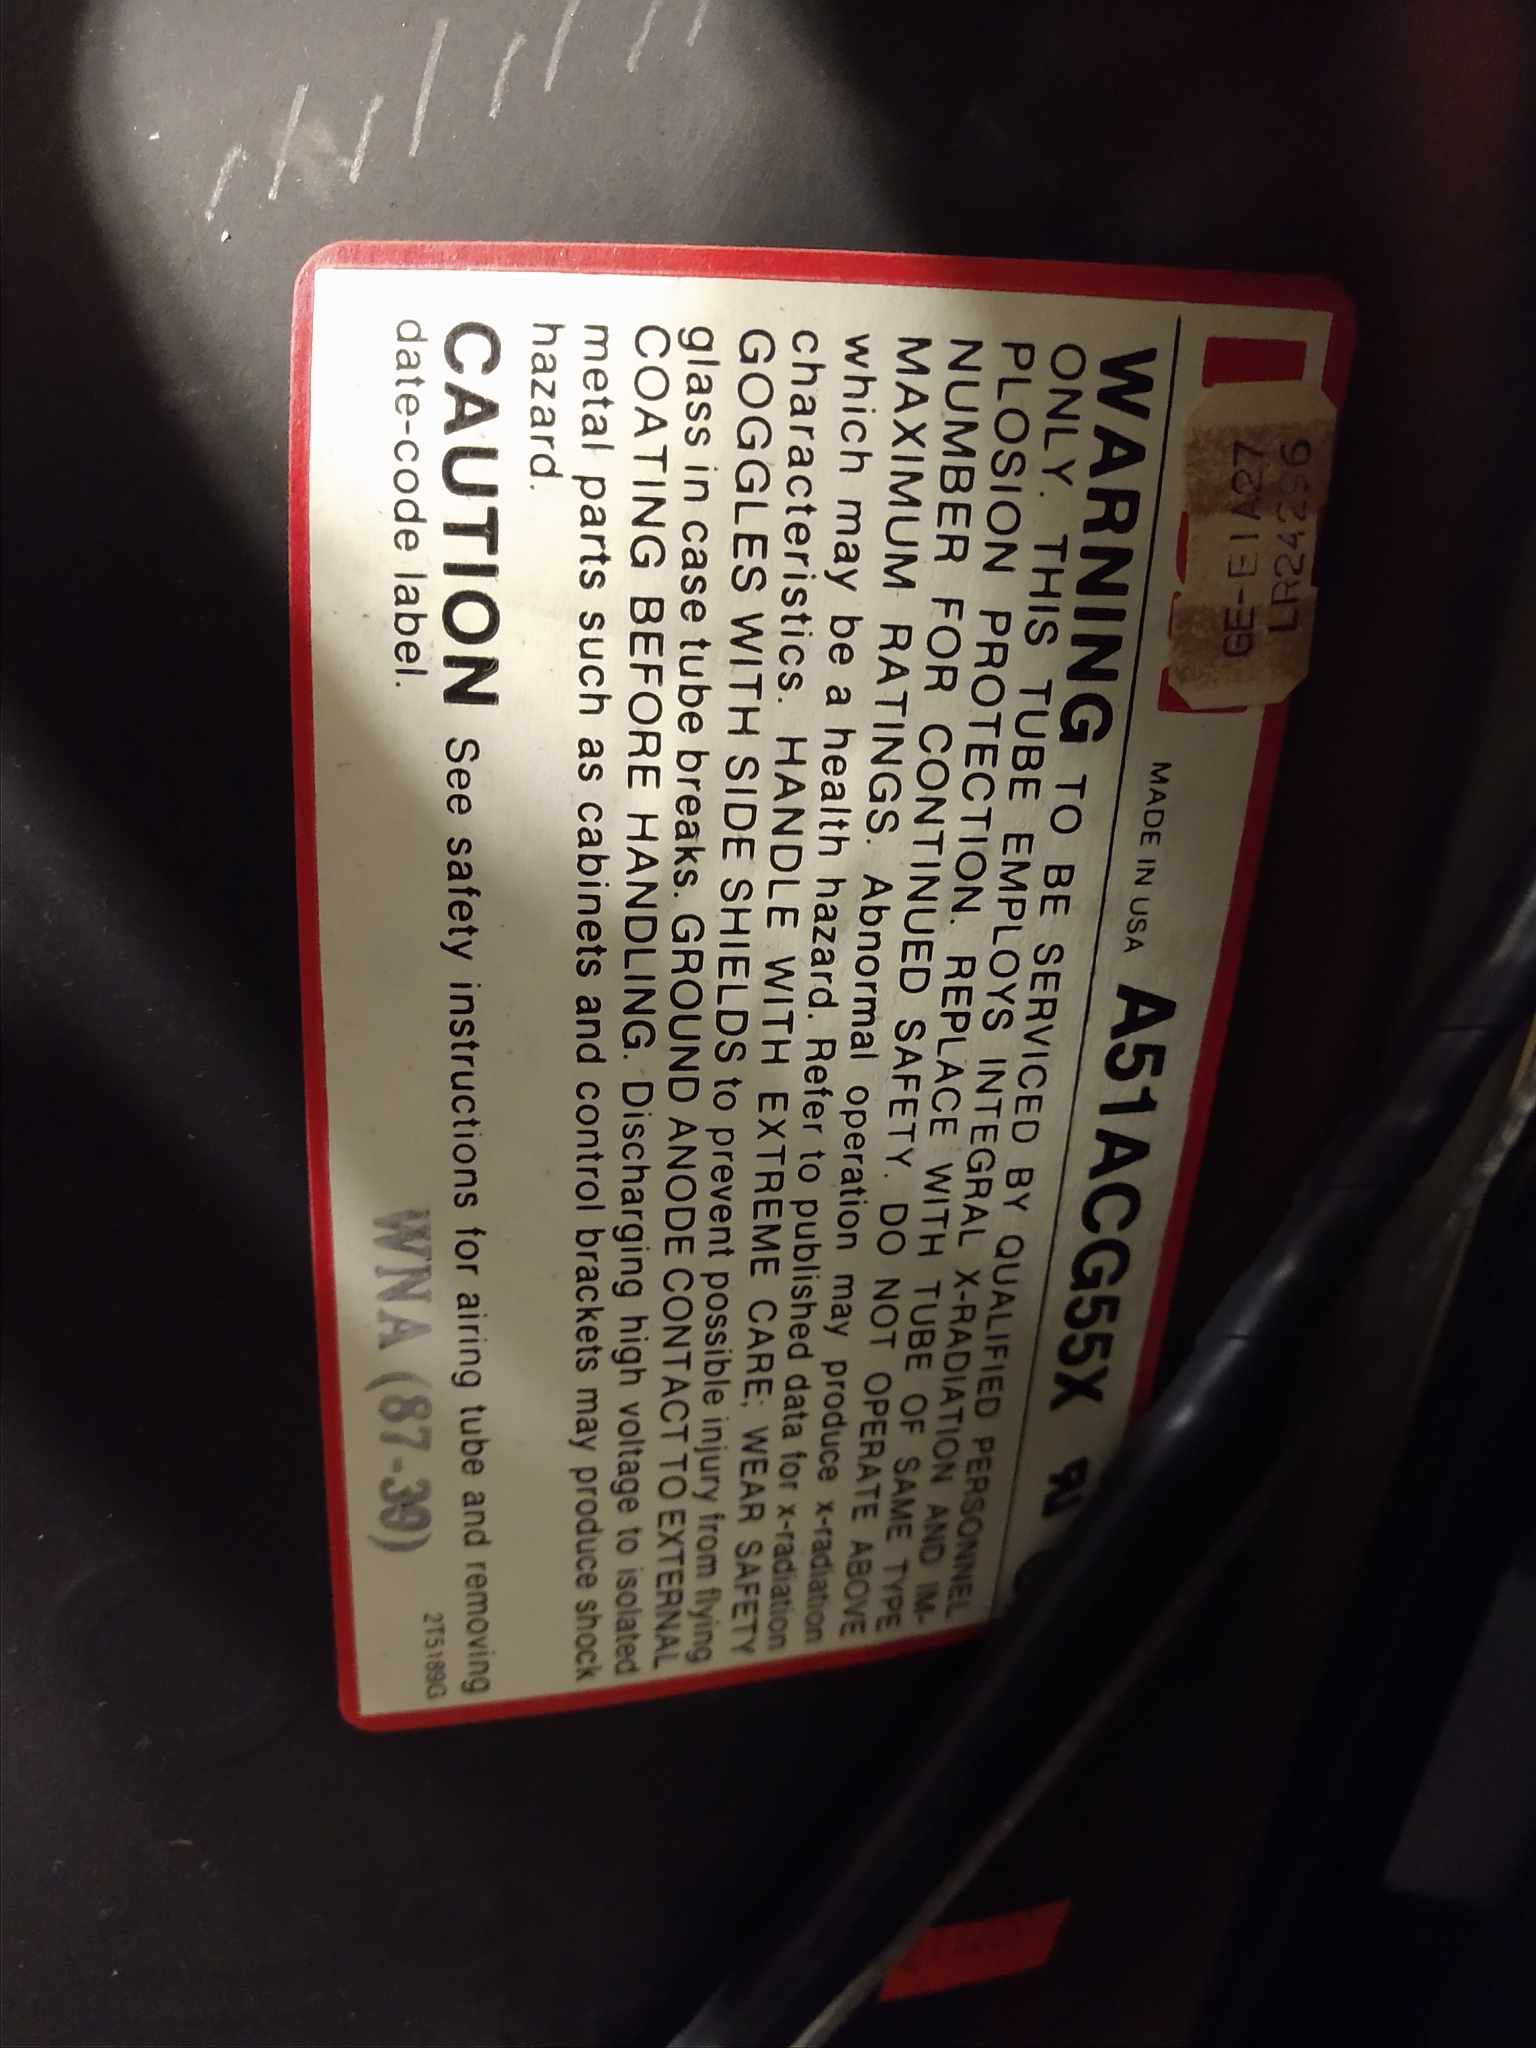 LR24296
GE-EIA27
MADE IN USA A51ACG55X
WARNING TO BE SERVICED BY QUALIFIED PERSONNEL
ONLY. THIS TUBE EMPLOYS INTEGRAL X-RADIATION AND IM-
PLOSION PROTECTION. REPLACE WITH TUBE OF SAME TYPE
NUMBER FOR CONTINUED SAFETY. DO NOT OPERATE ABOVE
MAXIMUM RATINGS. Abnormal operation may produce x-radiation
which may be a health hazard. Refer to published data for x-radiation
characteristics. HANDLE WITH EXTREME CARE; WEAR SAFETY
GOGGLES WITH SIDE SHIELDS to prevent possible injury from flying
glass in case tube breaks. GROUND ANODE CONTACT TO EXTERNAL
COATING BEFORE HANDLING. Discharging high voltage to isolated
metal parts such as cabinets and control brackets may produce shock
hazard.
CAUTION See safety instructions for airing tube and removing
date-code label.
WNA (87-39)
2T5189G